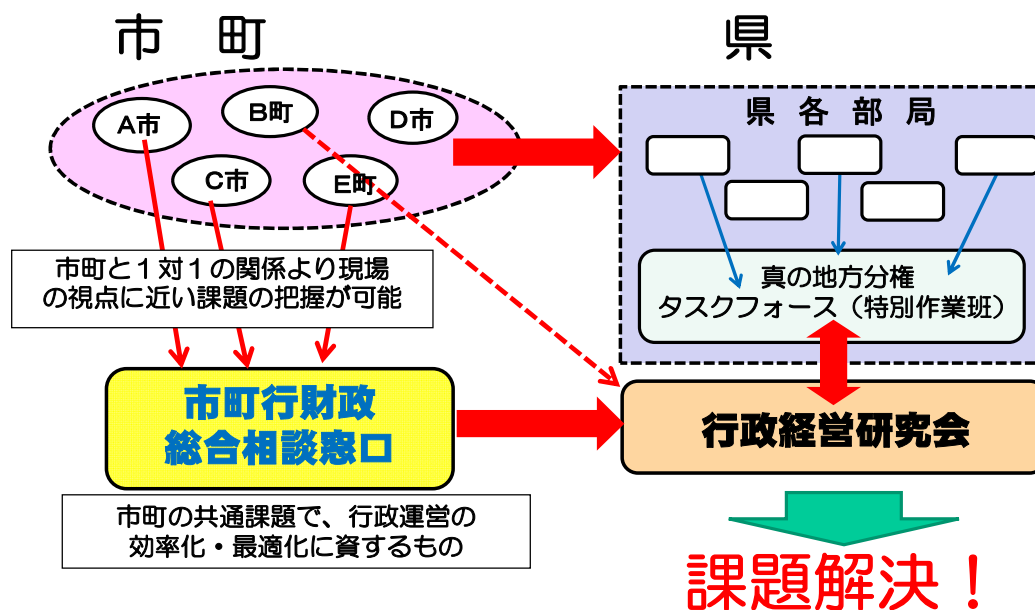 市　町
県
A市
B町
D市
C市
E町
県各部局
市町と１対１の関係より現場
の視点に近い課題の把握が可能
真の地方分権
タスクフォース（特別作業班）
市町行財政
総合相談窓口
行政経営研究会
市町の共通課題で、行政運営の
効率化・最適化に資するもの
課題解決！